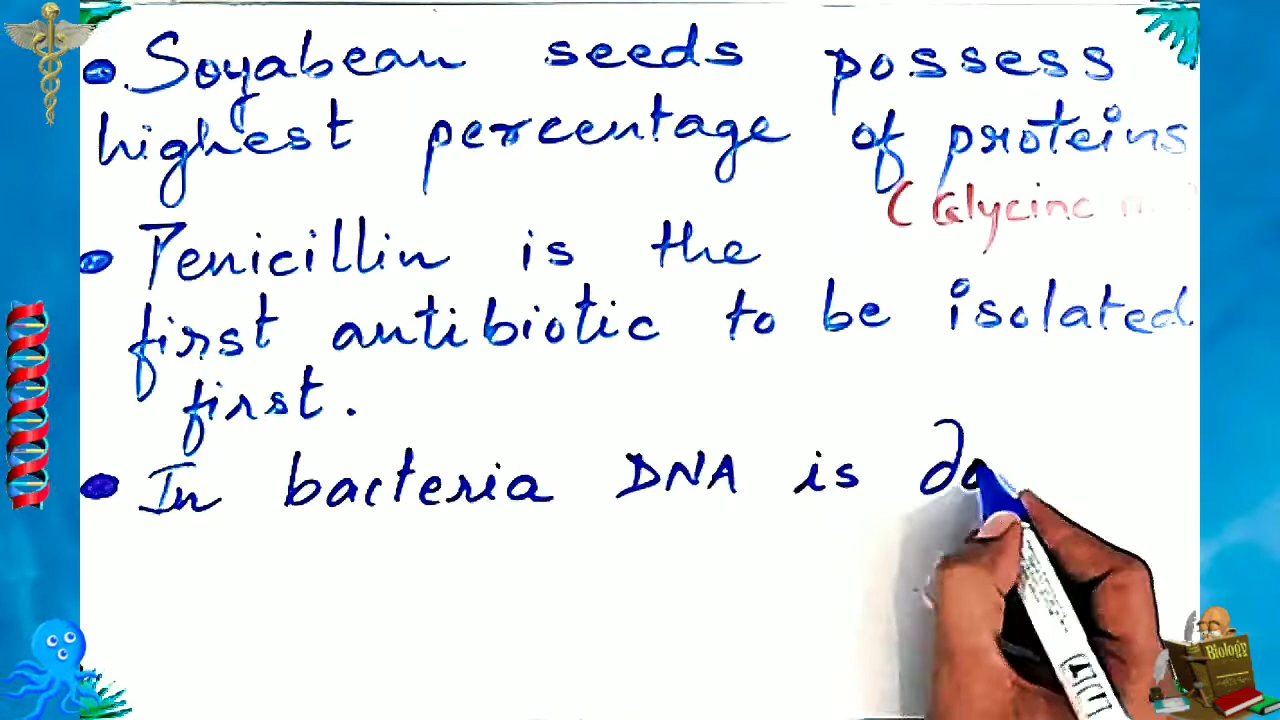 • Soyabean seeds possess
highest percentage of proteins
(Glycine
• Penicillin is the
first antibiotic to be isolated
first.
• In bacteria DNA is
Biology